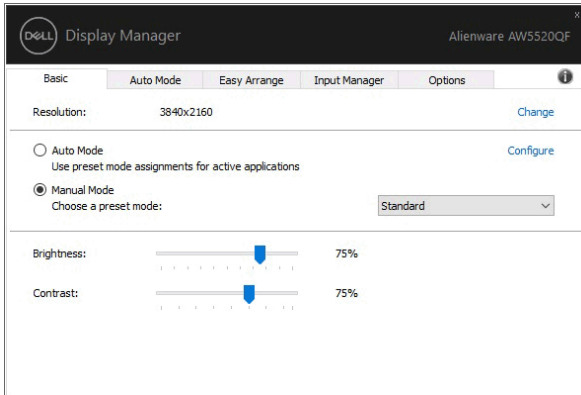 DELL Display Manager Alienware AW5520QF
x
Basic Auto Mode Easy Arrange Input Manager Options i
Resolution: 3840x2160 Change
Auto Mode Configure
Use preset mode assignments for active applications
Manual Mode
Choose a preset mode: Standard
Brightness: 75%
Contrast: 75%